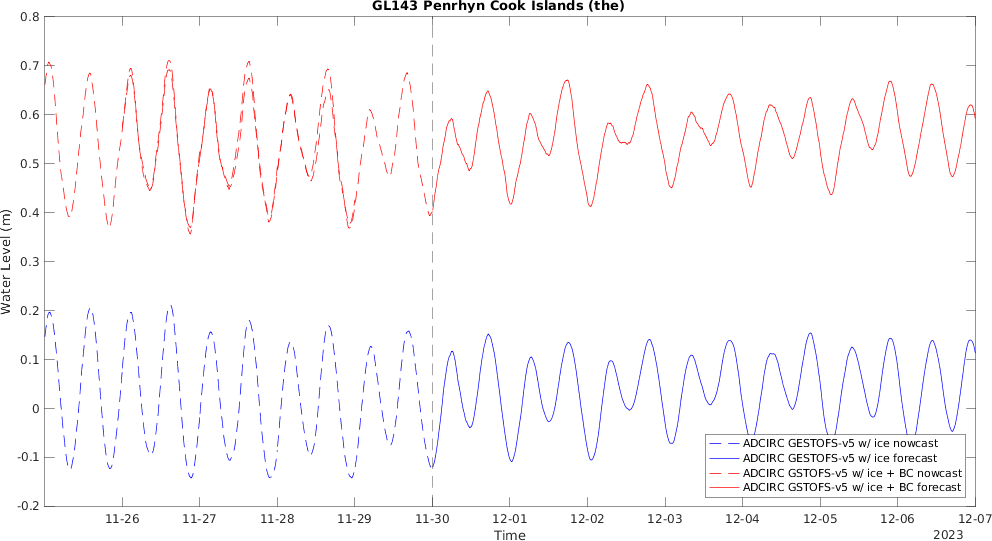 GL143 Penrhyn Cook Islands (the)
0.8
0.7
0.6
0.5
0.4
0.3
0.2
0.1
0
-0.1
-0.2
Water Level (m)
ADCIRC GESTOFS-v5 w/ ice nowcast
ADCIRC GESTOFS-v5 w/ ice forecast
ADCIRC GSTOFS-v5 w/ ice + BC nowcast
ADCIRC GSTOFS-v5 w/ ice + BC forecast
11-26 11-27 11-28 11-29 11-30 12-01 12-02 12-03 12-04 12-05 12-06 12-07
Time
2023